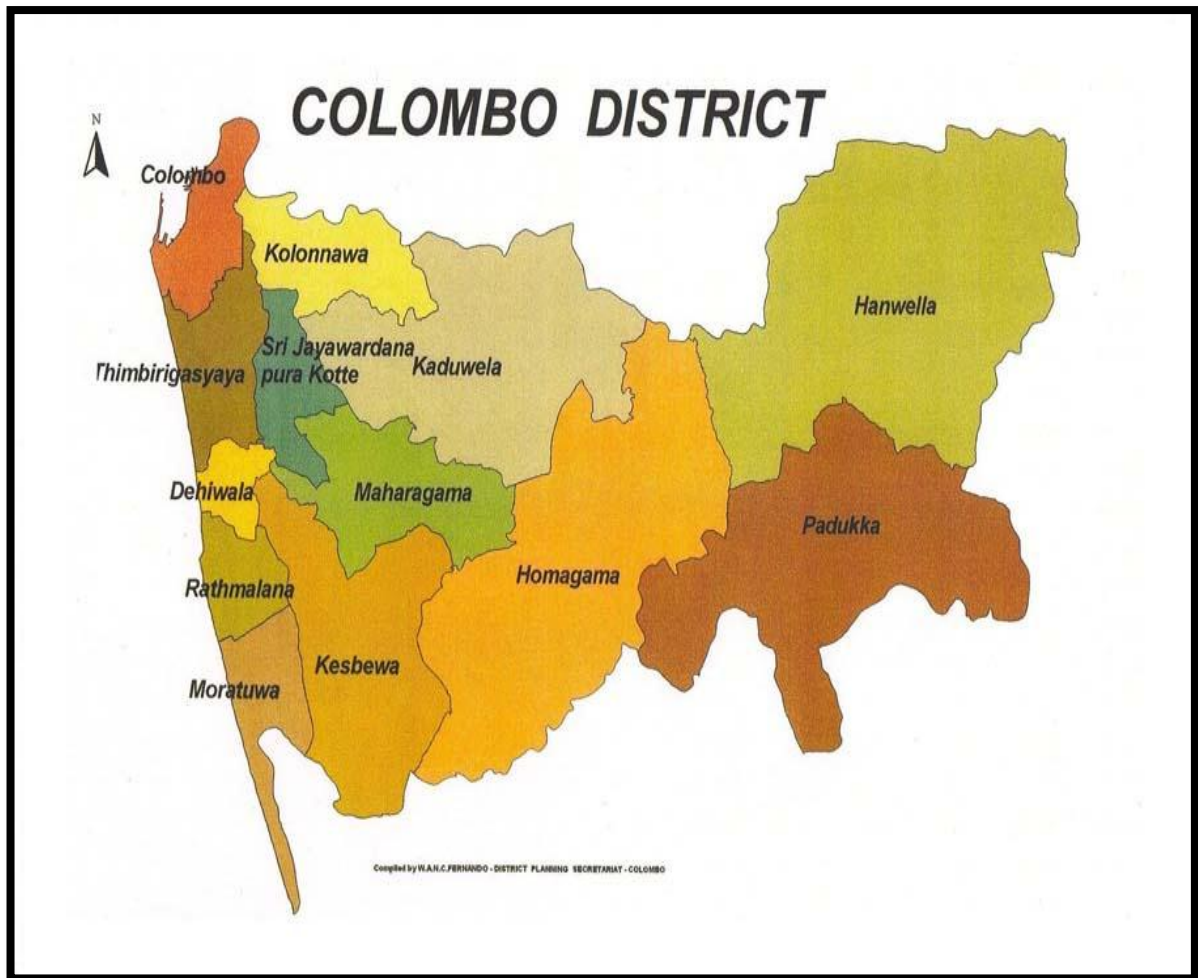 COLOMBO DISTRICT
N
Colombo
Kolonnawa
Hanwella
Sri Jayawardana
pura Kotte
Kaduwela
Thimbirigasyaya
Dehiwala
Maharagama
Padukka
Rathmalana
Homagama
Kesbewa
Moratuwa
Compiled by W.A.N.C.FERNANDO - DISTRICT PLANNING SECRETARIAT - COLOMBO